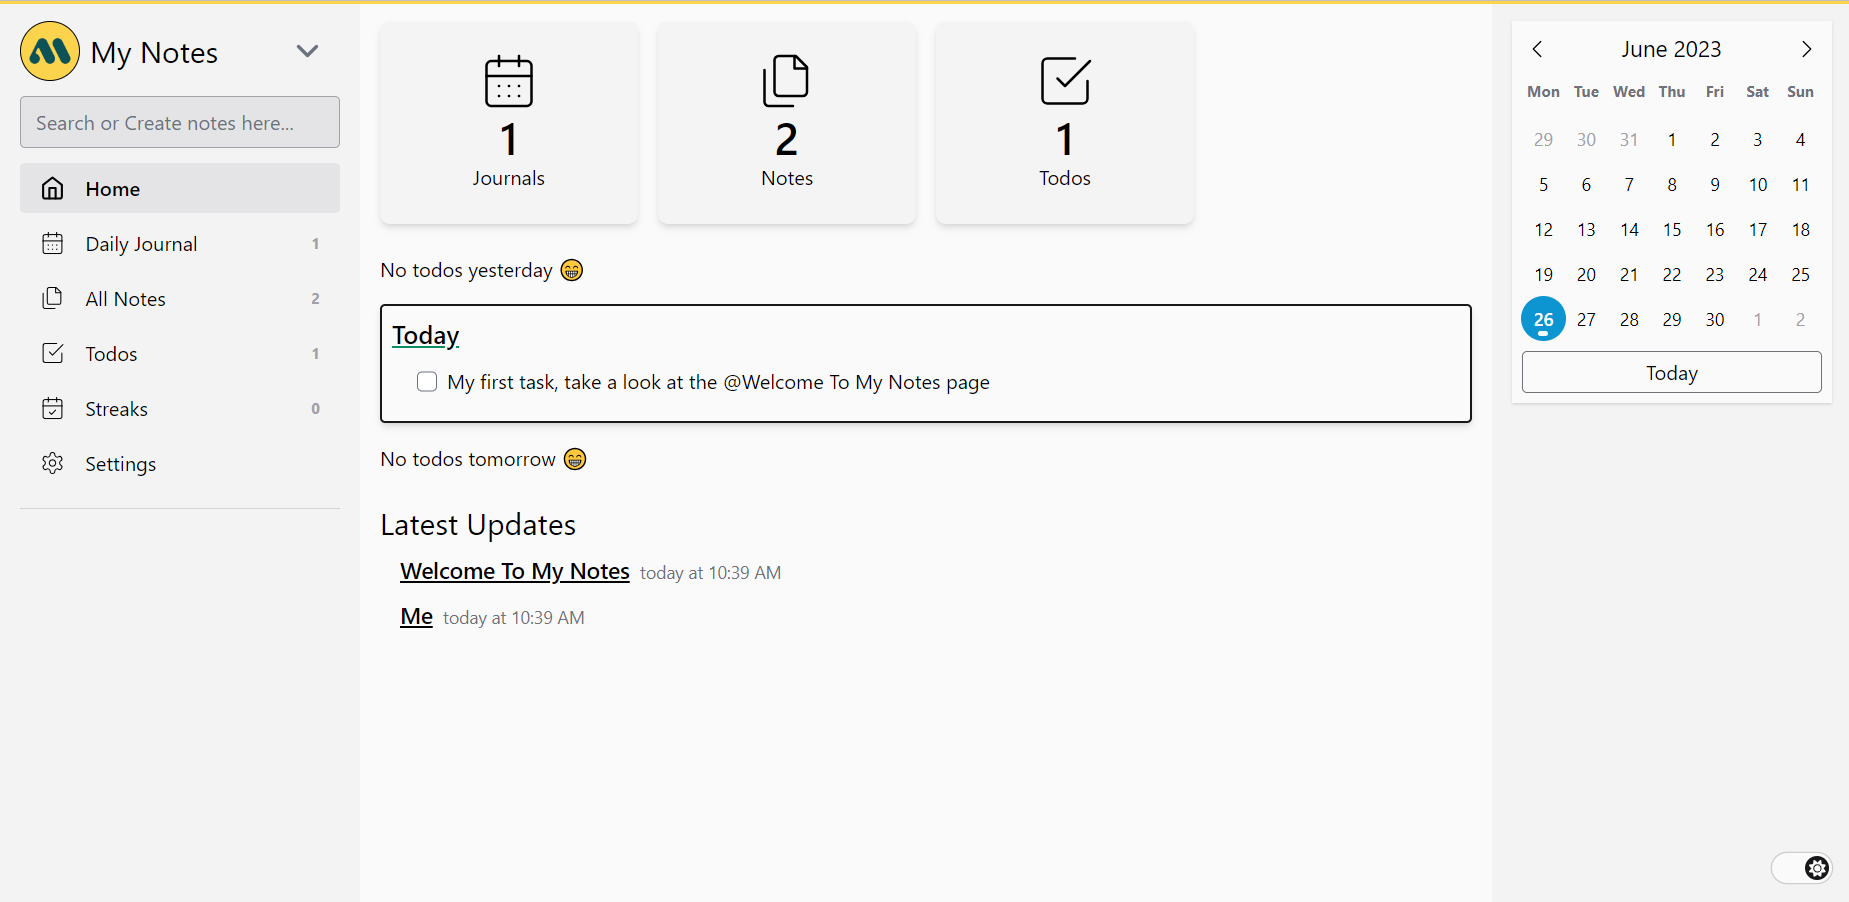 My Notes
Search or Create notes here...
Home
Daily Journal 1
All Notes 2
Todos 1
Streaks 0
Settings
1
Journals
2
Notes
1
Todos
No todos yesterday 😁
Today
My first task, take a look at the @Welcome To My Notes page
No todos tomorrow 😁
Latest Updates
Welcome To My Notes today at 10:39 AM
Me today at 10:39 AM
June 2023
Mon Tue Wed Thu Fri Sat Sun
29 30 31 1 2 3 4
5 6 7 8 9 10 11
12 13 14 15 16 17 18
19 20 21 22 23 24 25
26 27 28 29 30 1 2
Today